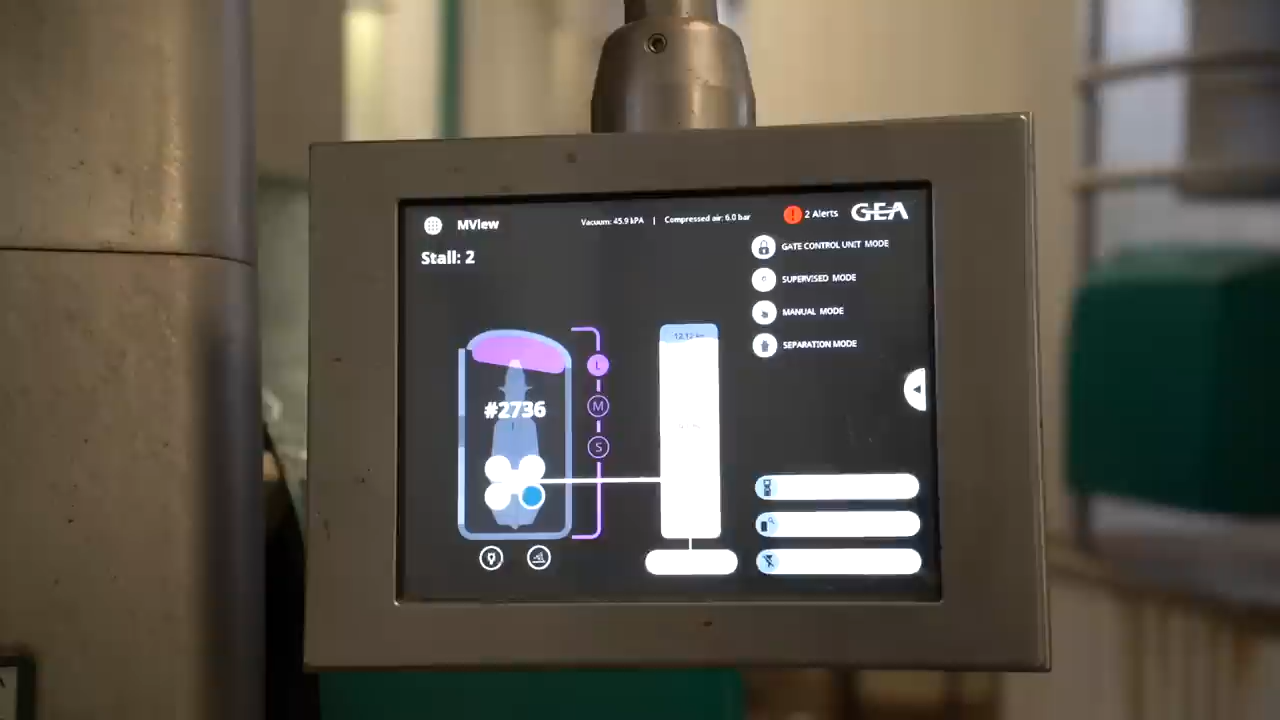 MView
Vacuum: 45.9 kPA | Compressed air: 6.0 bar
2 Alerts
GEA
Stall: 2
GATE CONTROL UNIT MODE
SUPERVISED MODE
MANUAL MODE
SEPARATION MODE
#2736
L
M
S